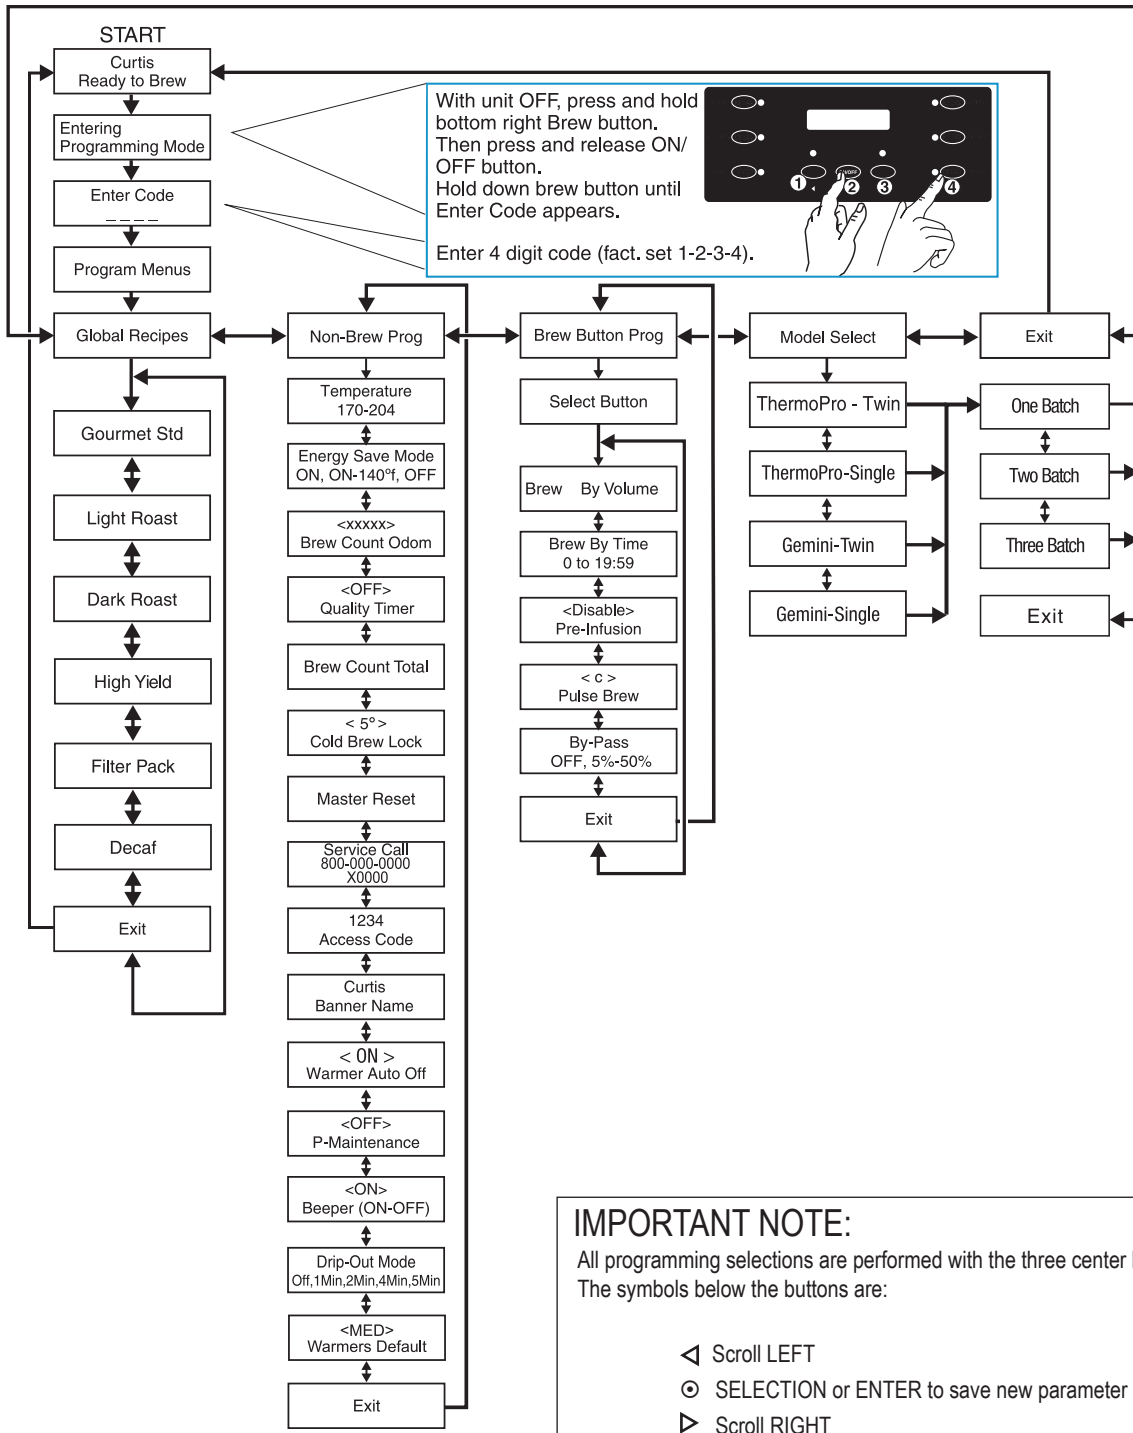 START
Curtis
Ready to Brew
Entering
Programming Mode
Enter Code
_ _ _ _
Program Menus
With unit OFF, press and hold
bottom right Brew button.
Then press and release ON/
OFF button.
Hold down brew button until
Enter Code appears.
Enter 4 digit code (fact. set 1-2-3-4).
ON/OFF
1
2
3
4
Global Recipes
Gourmet Std
Light Roast
Dark Roast
High Yield
Filter Pack
Decaf
Exit
Non-Brew Prog
Temperature
170-204
Energy Save Mode
ON, ON-140°f, OFF
<xxxxx>
Brew Count Odom
<OFF>
Quality Timer
Brew Count Total
< 5° >
Cold Brew Lock
Master Reset
Service Call
800-000-0000
X0000
1234
Access Code
Curtis
Banner Name
< ON >
Warmer Auto Off
<OFF>
P-Maintenance
<ON>
Beeper (ON-OFF)
Drip-Out Mode
Off,1Min,2Min,4Min,5Min
<MED>
Warmers Default
Exit
Brew Button Prog
Select Button
Brew By Volume
Brew By Time
0 to 19:59
<Disable>
Pre-Infusion
< c >
Pulse Brew
By-Pass
OFF, 5%-50%
Exit
Model Select
ThermoPro - Twin
ThermoPro-Single
Gemini-Twin
Gemini-Single
Exit
One Batch
Two Batch
Three Batch
Exit
IMPORTANT NOTE:
All programming selections are performed with the three center
The symbols below the buttons are:
Scroll LEFT
SELECTION or ENTER to save new parameter
Scroll RIGHT